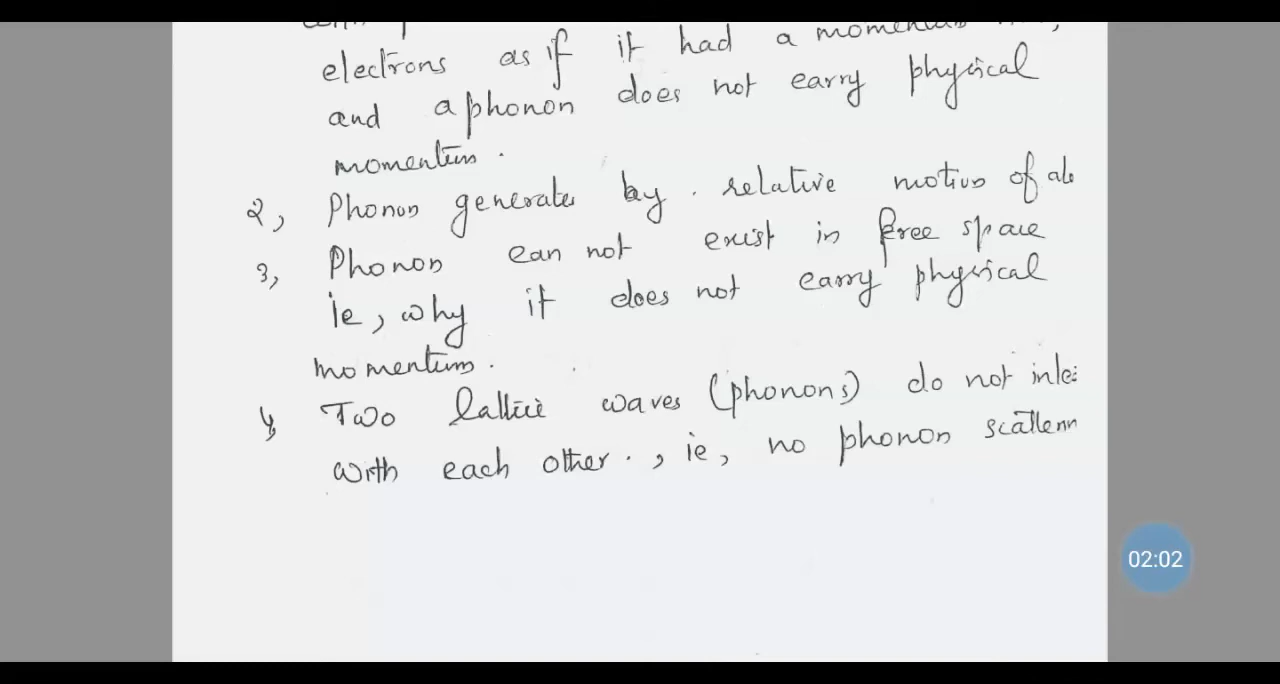 electrons as if it had a
and a phonon does not carry physical
momentum.
2, Phonon generates by relative motion of
3, Phonon can not exist in free space
ie, why it does not carry physical
momentum.
4, Two lattice waves (phonons) do not
with each other., ie, no phonon
02:02